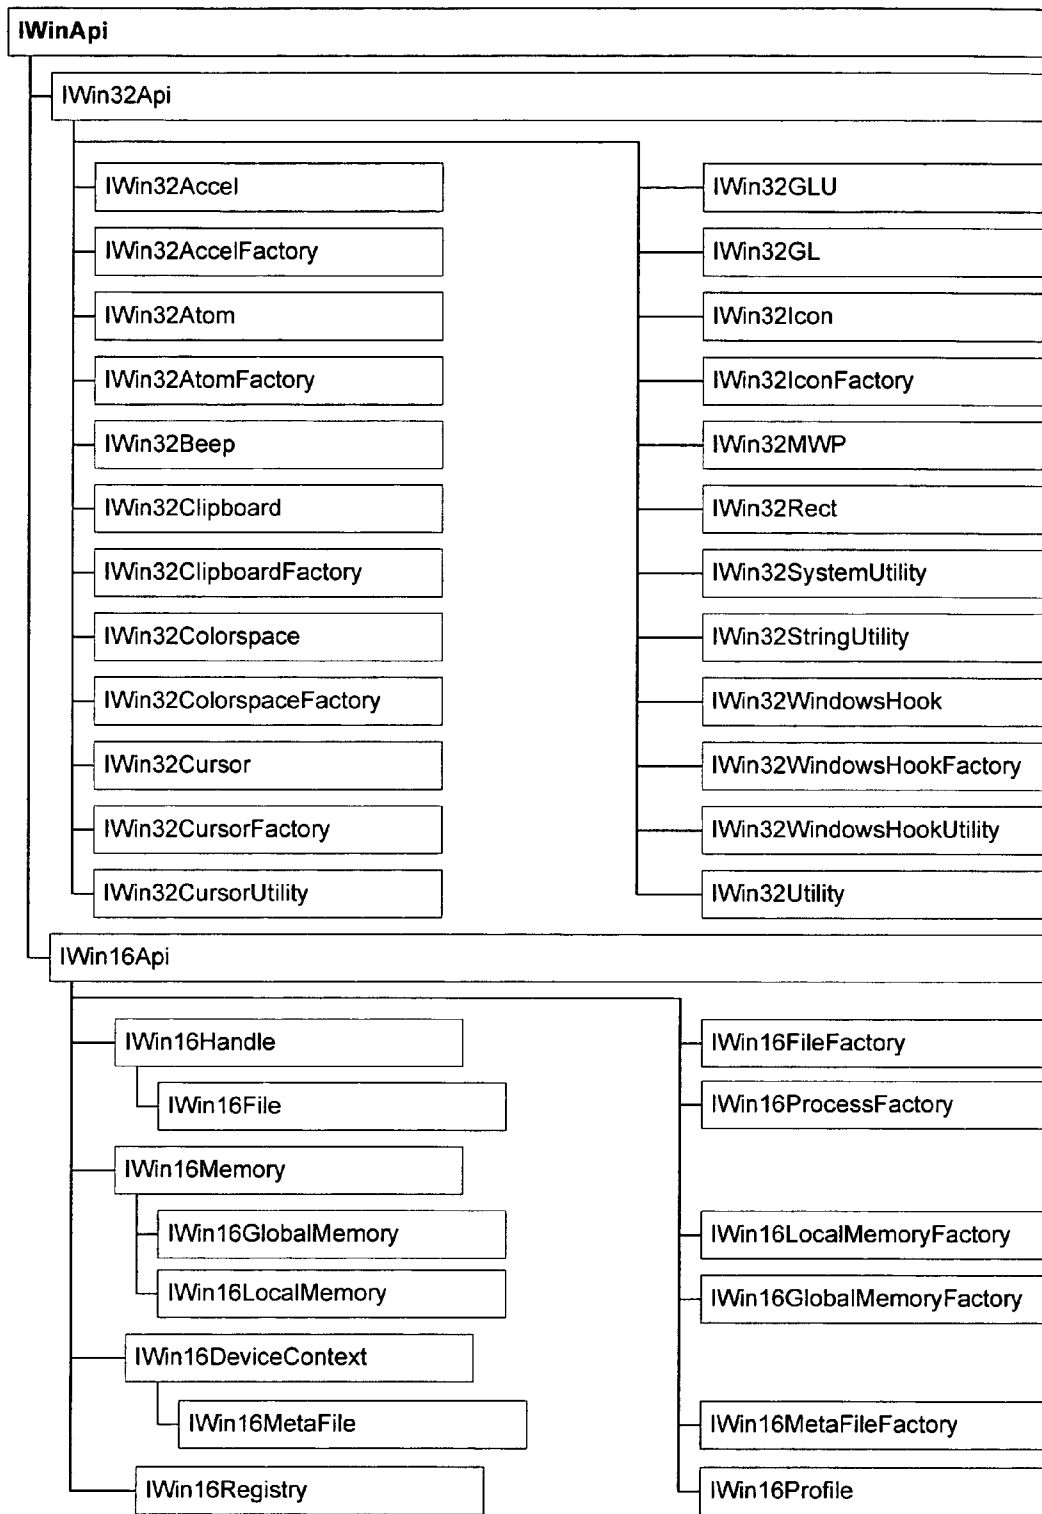 IWinApi
IWin32Api
IWin32Accel
IWin32AccelFactory
IWin32Atom
IWin32AtomFactory
IWin32Beep
IWin32Clipboard
IWin32ClipboardFactory
IWin32Colorspace
IWin32ColorspaceFactory
IWin32Cursor
IWin32CursorFactory
IWin32CursorUtility
IWin32GLU
IWin32GL
IWin32Icon
IWin32IconFactory
IWin32MWP
IWin32Rect
IWin32SystemUtility
IWin32StringUtility
IWin32WindowsHook
IWin32WindowsHookFactory
IWin32WindowsHookUtility
IWin32Utility
IWin16Api
IWin16Handle
IWin16File
IWin16Memory
IWin16GlobalMemory
IWin16LocalMemory
IWin16DeviceContext
IWin16MetaFile
IWin16Registry
IWin16FileFactory
IWin16ProcessFactory
IWin16LocalMemoryFactory
IWin16GlobalMemoryFactory
IWin16MetaFileFactory
IWin16Profile